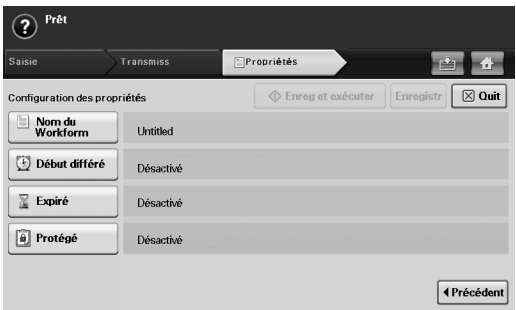 Prêt
Saisie Transmiss Propriétés
Configuration des propriétés Enreg et exécuter Enregistr Quit
Nom du Workform Untitled
Début différé Désactivé
Expiré Désactivé
Protégé Désactivé
Précédent